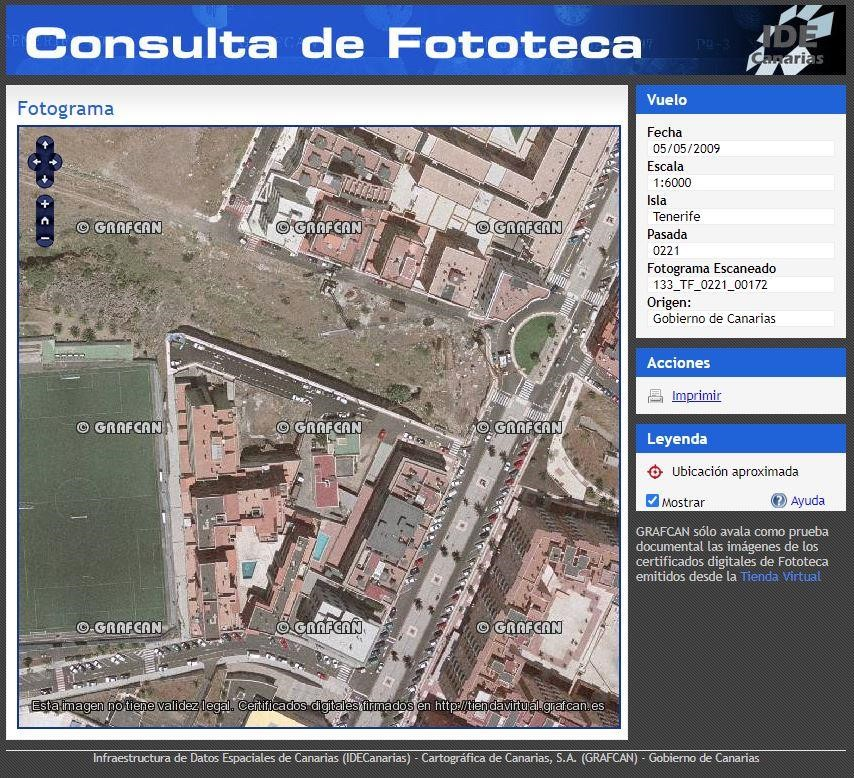 Consulta de Fototeca
IDE
Canarias
Fotograma
© GRAFCAN © GRAFCAN © GRAFCAN
© GRAFCAN © GRAFCAN © GRAFCAN
© GRAFCAN © GRAFCAN © GRAFCAN
Esta imagen no tiene validez legal. Certificados digitales firmados en http://tiendavirtual.grafcan.es
Vuelo
Fecha
05/05/2009
Escala
1:6000
Isla
Tenerife
Pasada
0221
Fotograma Escaneado
133_TF_0221_00172
Origen:
Gobierno de Canarias
Acciones
Imprimir
Leyenda
Ubicación aproximada
Mostrar
Ayuda
GRAFCAN sólo avala como prueba
documental las imágenes de los
certificados digitales de Fototeca
emitidos desde la Tienda Virtual
Infraestructura de Datos Espaciales de Canarias (IDECanarias) - Cartográfica de Canarias, S.A. (GRAFCAN) - Gobierno de Canarias